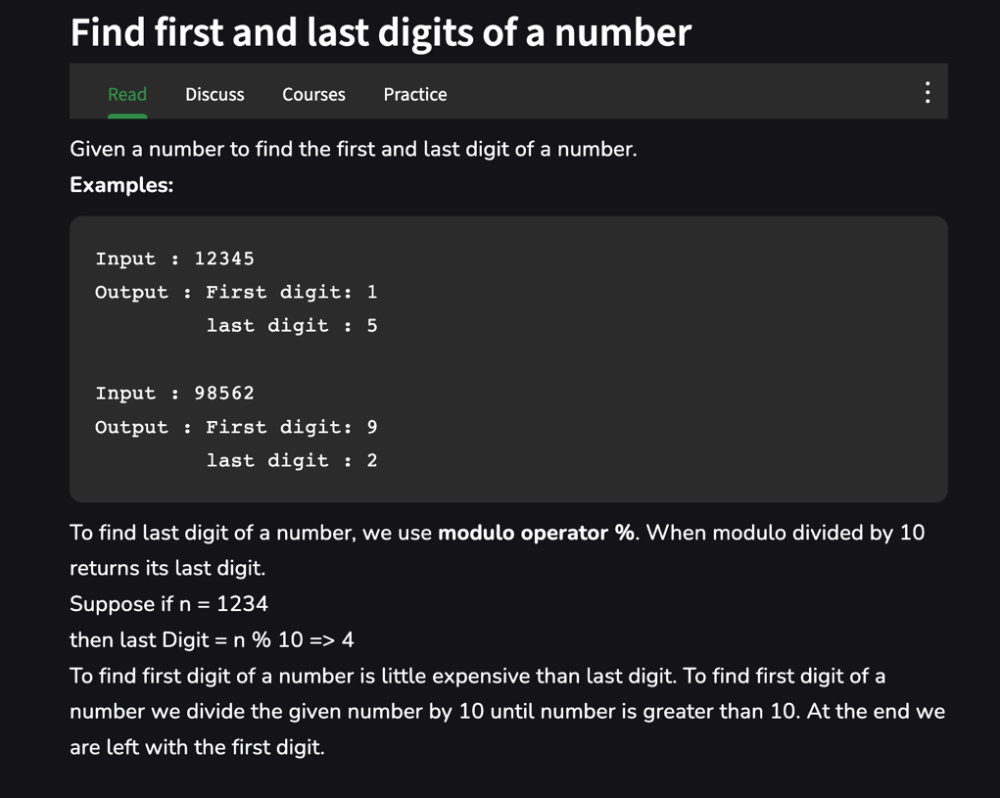 Find first and last digits of a number
Read Discuss Courses Practice
Given a number to find the first and last digit of a number.
Examples:
Input : 12345
Output : First digit: 1
last digit : 5
Input : 98562
Output : First digit: 9
last digit : 2
To find last digit of a number, we use modulo operator %. When modulo divided by 10
returns its last digit.
Suppose if n = 1234
then last Digit = n % 10 => 4
To find first digit of a number is little expensive than last digit. To find first digit of a
number we divide the given number by 10 until number is greater than 10. At the end we
are left with the first digit.